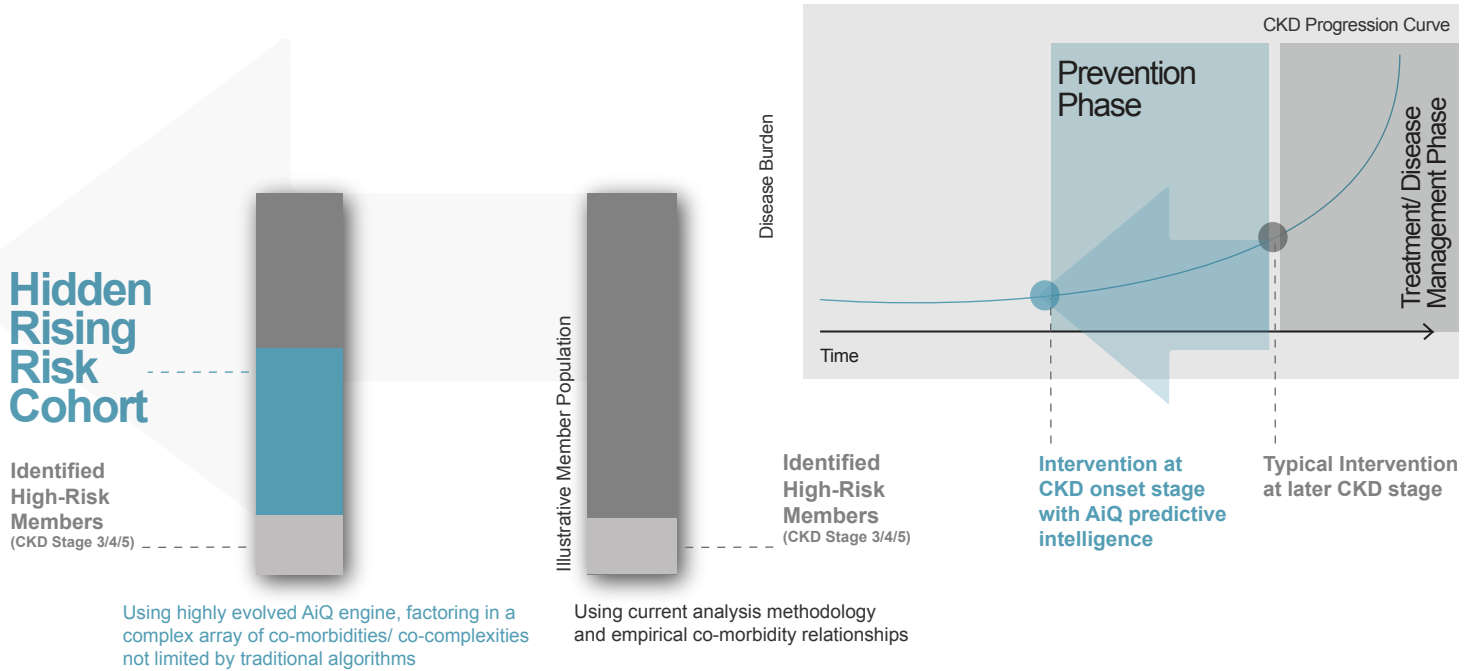 Hidden
Rising
Risk
Cohort
Identified
High-Risk
Members
(CKD Stage 3/4/5)
Using highly evolved AiQ engine, factoring in a
complex array of co-morbidities/ co-complexities
not limited by traditional algorithms
Illustrative Member Population
Identified
High-Risk
Members
(CKD Stage 3/4/5)
Using current analysis methodology
and empirical co-morbidity relationships
CKD Progression Curve
Disease Burden
Prevention
Phase
Treatment/ Disease
Management Phase
Time
Intervention at
CKD onset stage
with AiQ predictive
intelligence
Typical Intervention
at later CKD stage